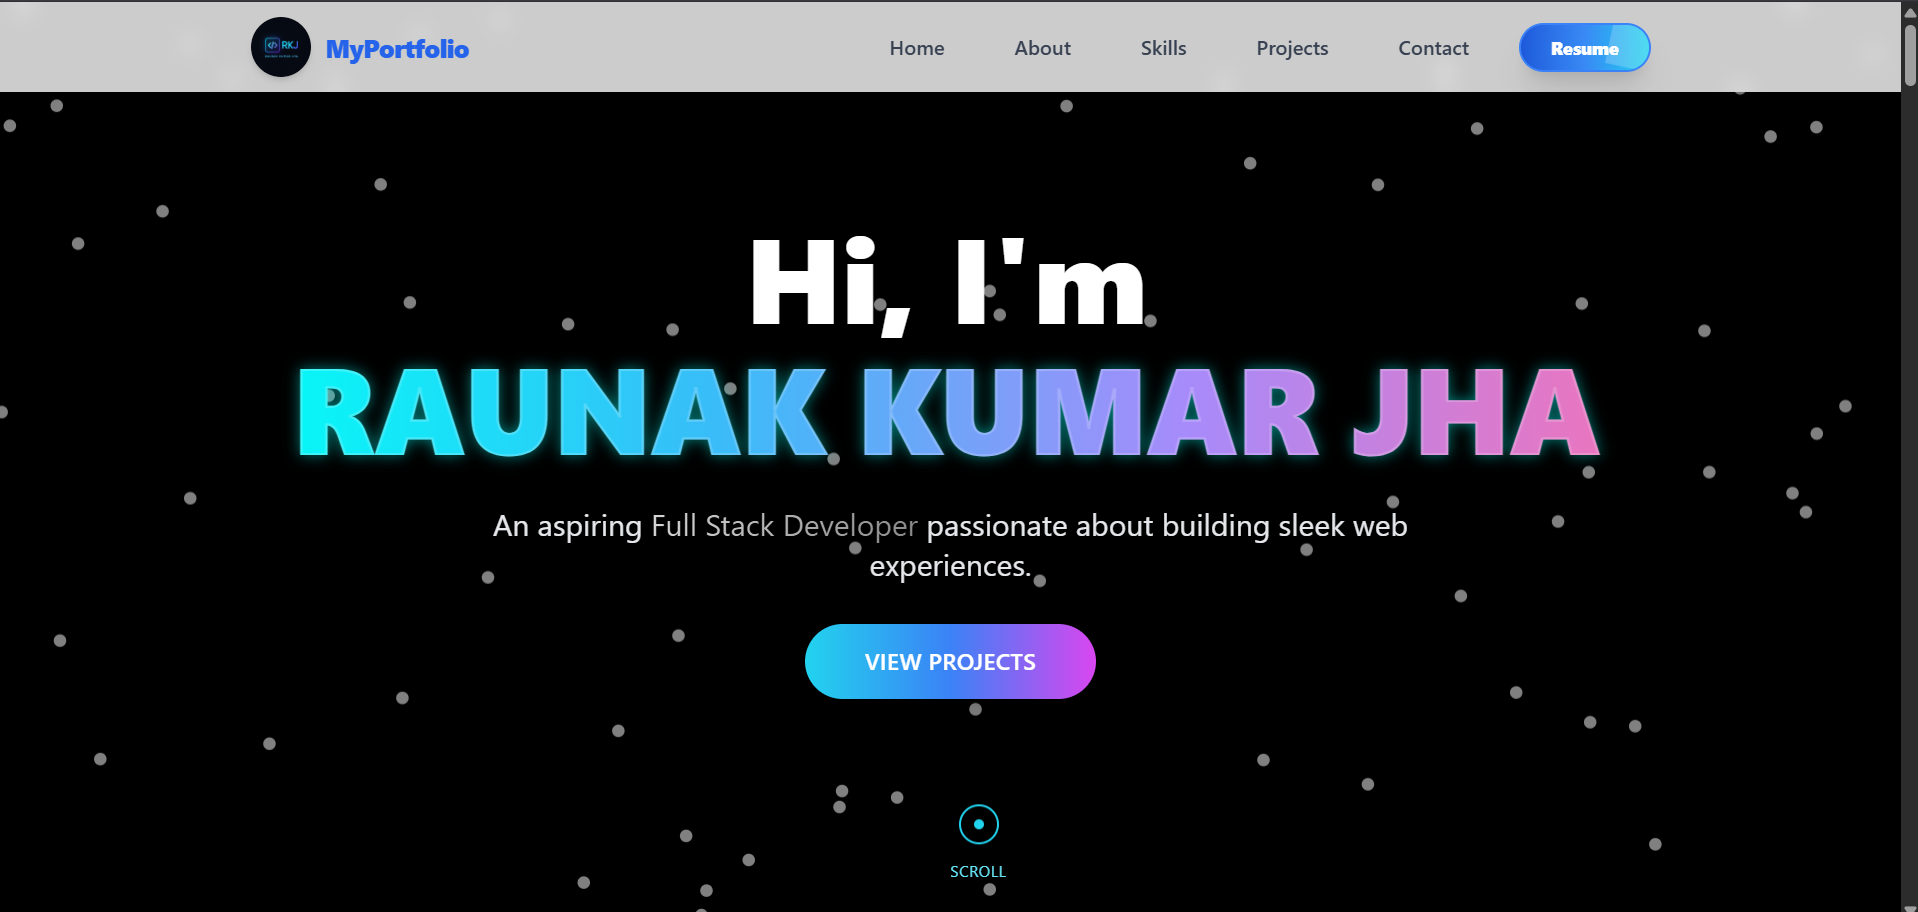 RKJ
MyPortfolio
Home
About
Skills
Projects
Contact
Resume
Hi, I'm
RAUNAK KUMAR JHA
An aspiring Full Stack Developer passionate about building sleek web
experiences.
VIEW PROJECTS
SCROLL